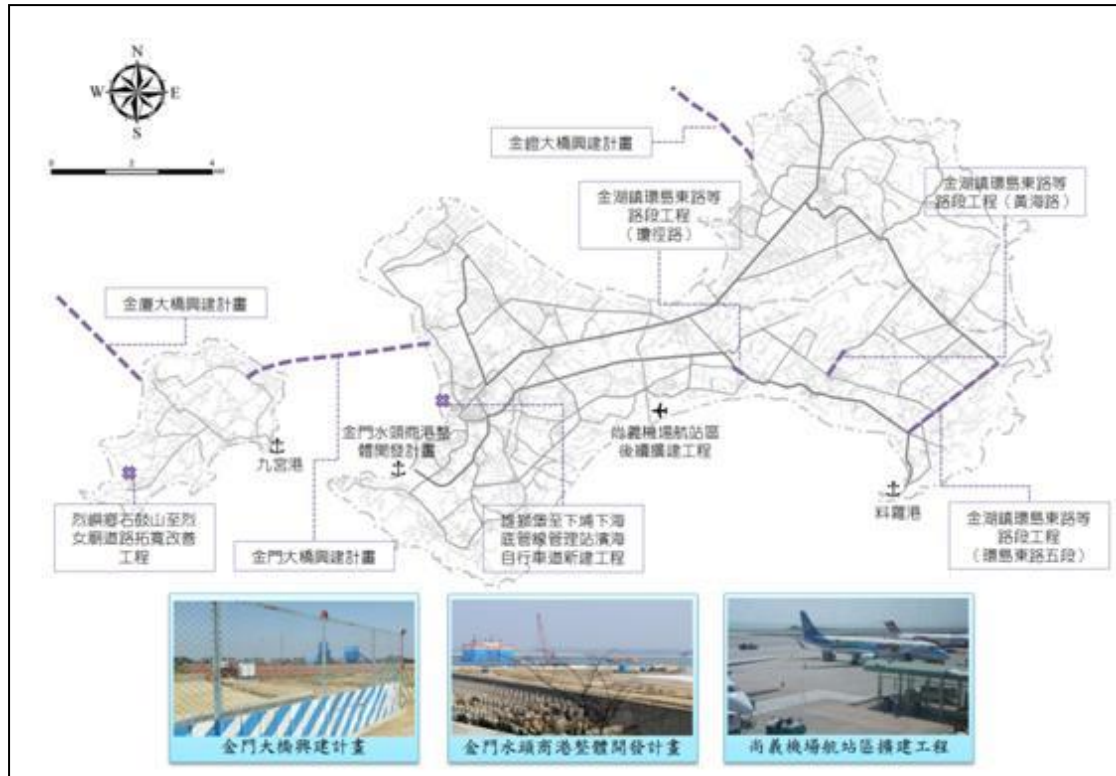 N
W
E
S
0
2
4
金鐙大橋興建計畫
金湖鎮環島東路等
路段工程
（瓊徑路）
金湖鎮環島東路等
路段工程（黃海路）
金廈大橋興建計畫
金門水頭商港整
體開發計畫
尚義機場航站區
後續擴建工程
九宮港
料羅港
烈嶼鄉石鼓山至烈
女廟道路拓寬改善
工程
金門大橋興建計畫
雄獅堡至下埔下海
底管線管理站濱海
自行車道新建工程
金湖鎮環島東路等
路段工程
（環島東路五段）
金門大橋興建計畫
金門水頭商港整體開發計畫
尚義機場航站區擴建工程